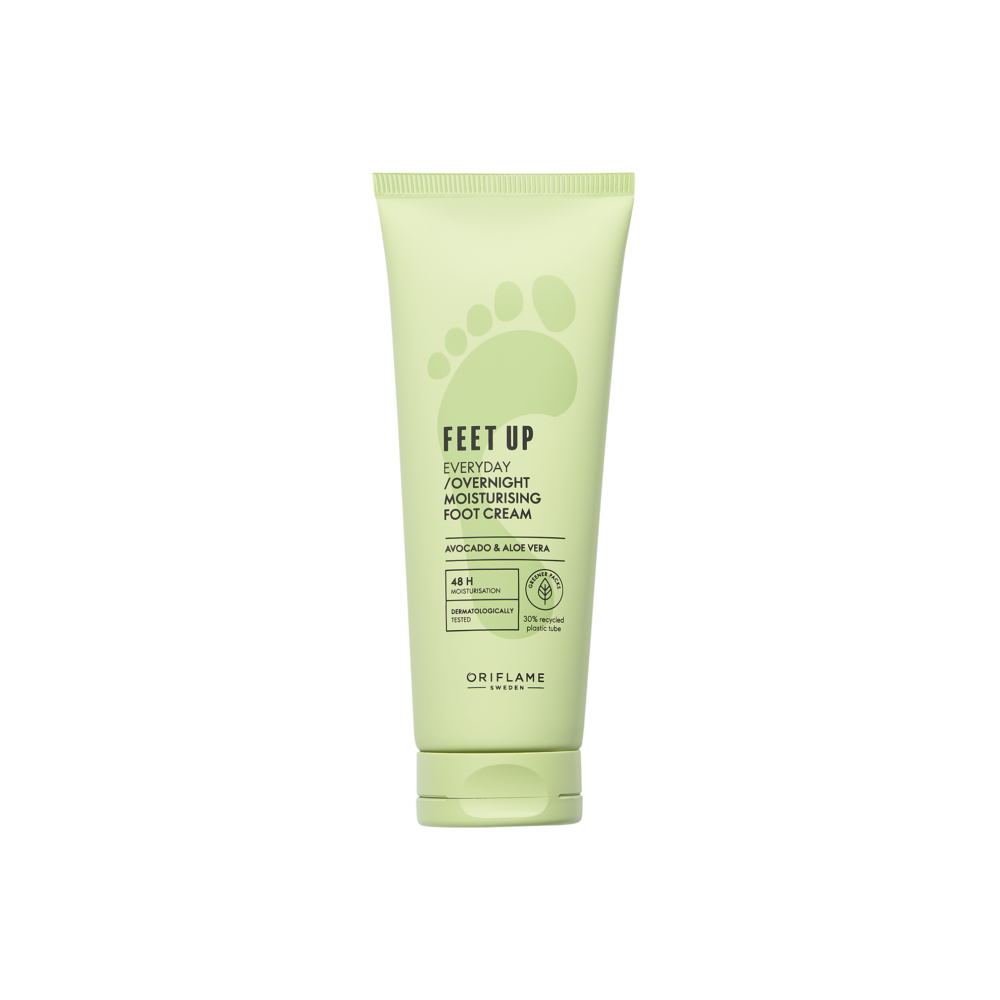 FEET UP
EVERYDAY
/OVERNIGHT
MOISTURISING
FOOT CREAM
AVOCADO & ALOE VERA
48 H
MOISTURISATION
DERMATOLOGICALLY
TESTED
GREENER PACKS
30% recycled
plastic tube
ORIFLAME
SWEDEN